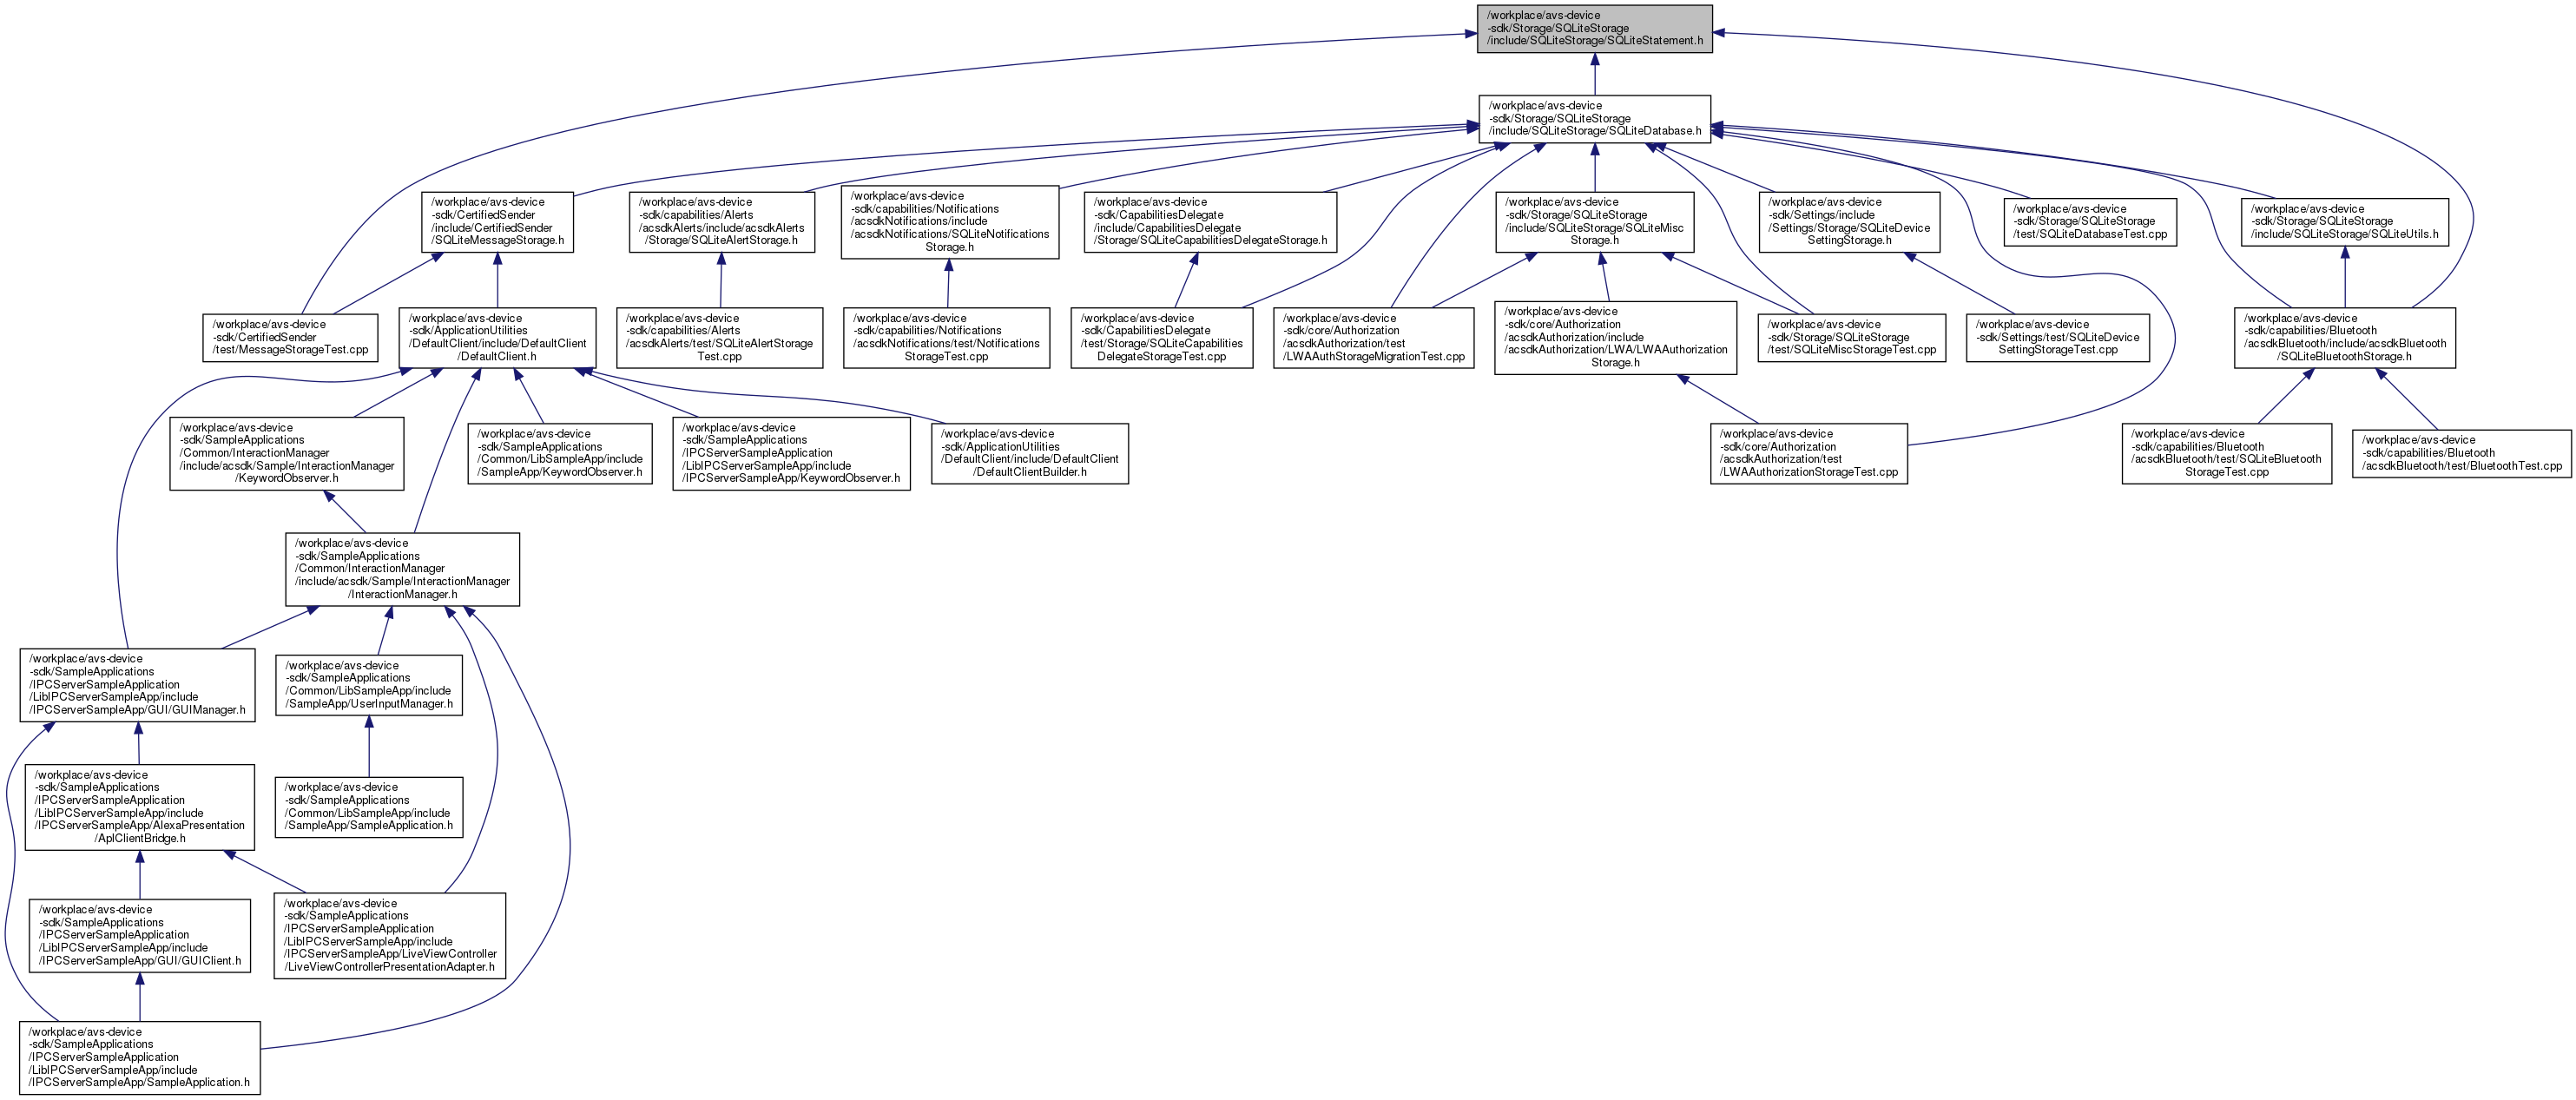 /workplace/avs-device
-sdk/Storage/SQLiteStorage
/include/SQLiteStorage/SQLiteStatement.h
/workplace/avs-device
-sdk/Storage/SQLiteStorage
/include/SQLiteStorage/SQLiteDatabase.h
/workplace/avs-device
-sdk/CertifiedSender
/include/CertifiedSender
/SQLiteMessageStorage.h
/workplace/avs-device
-sdk/capabilities/Alerts
/acsdkAlerts/include/acsdkAlerts
/Storage/SQLiteAlertStorage.h
/workplace/avs-device
-sdk/capabilities/Notifications
/acsdkNotifications/include
/acsdkNotifications/SQLiteNotifications
Storage.h
/workplace/avs-device
-sdk/CapabilitiesDelegate
/include/CapabilitiesDelegate
/Storage/SQLiteCapabilitiesDelegateStorage.h
/workplace/avs-device
-sdk/Storage/SQLiteStorage
/include/SQLiteStorage/SQLiteMisc
Storage.h
/workplace/avs-device
-sdk/Settings/include
/Settings/Storage/SQLiteDevice
SettingStorage.h
/workplace/avs-device
-sdk/Storage/SQLiteStorage
/test/SQLiteDatabaseTest.cpp
/workplace/avs-device
-sdk/Storage/SQLiteStorage
/include/SQLiteStorage/SQLiteUtils.h
/workplace/avs-device
-sdk/CertifiedSender
/test/MessageStorageTest.cpp
/workplace/avs-device
-sdk/ApplicationUtilities
/DefaultClient/include/DefaultClient
/DefaultClient.h
/workplace/avs-device
-sdk/capabilities/Alerts
/acsdkAlerts/test/SQLiteAlertStorage
Test.cpp
/workplace/avs-device
-sdk/capabilities/Notifications
/acsdkNotifications/test/Notifications
StorageTest.cpp
/workplace/avs-device
-sdk/CapabilitiesDelegate
/test/Storage/SQLiteCapabilities
DelegateStorageTest.cpp
/workplace/avs-device
-sdk/core/Authorization
/acsdkAuthorization/test
/LWAAuthStorageMigrationTest.cpp
/workplace/avs-device
-sdk/core/Authorization
/acsdkAuthorization/include
/acsdkAuthorization/LWA/LWAAuthorization
Storage.h
/workplace/avs-device
-sdk/Storage/SQLiteStorage
/test/SQLiteMiscStorageTest.cpp
/workplace/avs-device
-sdk/Settings/test/SQLiteDevice
SettingStorageTest.cpp
/workplace/avs-device
-sdk/capabilities/Bluetooth
/acsdkBluetooth/include/acsdkBluetooth
/SQLiteBluetoothStorage.h
/workplace/avs-device
-sdk/SampleApplications
/Common/InteractionManager
/include/acsdk/Sample/InteractionManager
/KeywordObserver.h
/workplace/avs-device
-sdk/SampleApplications
/Common/LibSampleApp/include
/SampleApp/KeywordObserver.h
/workplace/avs-device
-sdk/SampleApplications
/IPCServerSampleApplication
/LibIPCServerSampleApp/include
/IPCServerSampleApp/KeywordObserver.h
/workplace/avs-device
-sdk/ApplicationUtilities
/DefaultClient/include/DefaultClient
/DefaultClientBuilder.h
/workplace/avs-device
-sdk/core/Authorization
/acsdkAuthorization/test
/LWAAuthorizationStorageTest.cpp
/workplace/avs-device
-sdk/capabilities/Bluetooth
/acsdkBluetooth/test/SQLiteBluetooth
StorageTest.cpp
/workplace/avs-device
-sdk/capabilities/Bluetooth
/acsdkBluetooth/test/BluetoothTest.cpp
/workplace/avs-device
-sdk/SampleApplications
/Common/InteractionManager
/include/acsdk/Sample/InteractionManager
/InteractionManager.h
/workplace/avs-device
-sdk/SampleApplications
/IPCServerSampleApplication
/LibIPCServerSampleApp/include
/IPCServerSampleApp/GUI/GUIManager.h
/workplace/avs-device
-sdk/SampleApplications
/Common/LibSampleApp/include
/SampleApp/UserInputManager.h
/workplace/avs-device
-sdk/SampleApplications
/IPCServerSampleApplication
/LibIPCServerSampleApp/include
/IPCServerSampleApp/AlexaPresentation
/AplClientBridge.h
/workplace/avs-device
-sdk/SampleApplications
/Common/LibSampleApp/include
/SampleApp/SampleApplication.h
/workplace/avs-device
-sdk/SampleApplications
/IPCServerSampleApplication
/LibIPCServerSampleApp/include
/IPCServerSampleApp/GUI/GUIClient.h
/workplace/avs-device
-sdk/SampleApplications
/IPCServerSampleApplication
/LibIPCServerSampleApp/include
/IPCServerSampleApp/LiveViewController
/LiveViewControllerPresentationAdapter.h
/workplace/avs-device
-sdk/SampleApplications
/IPCServerSampleApplication
/LibIPCServerSampleApp/include
/IPCServerSampleApp/SampleApplication.h